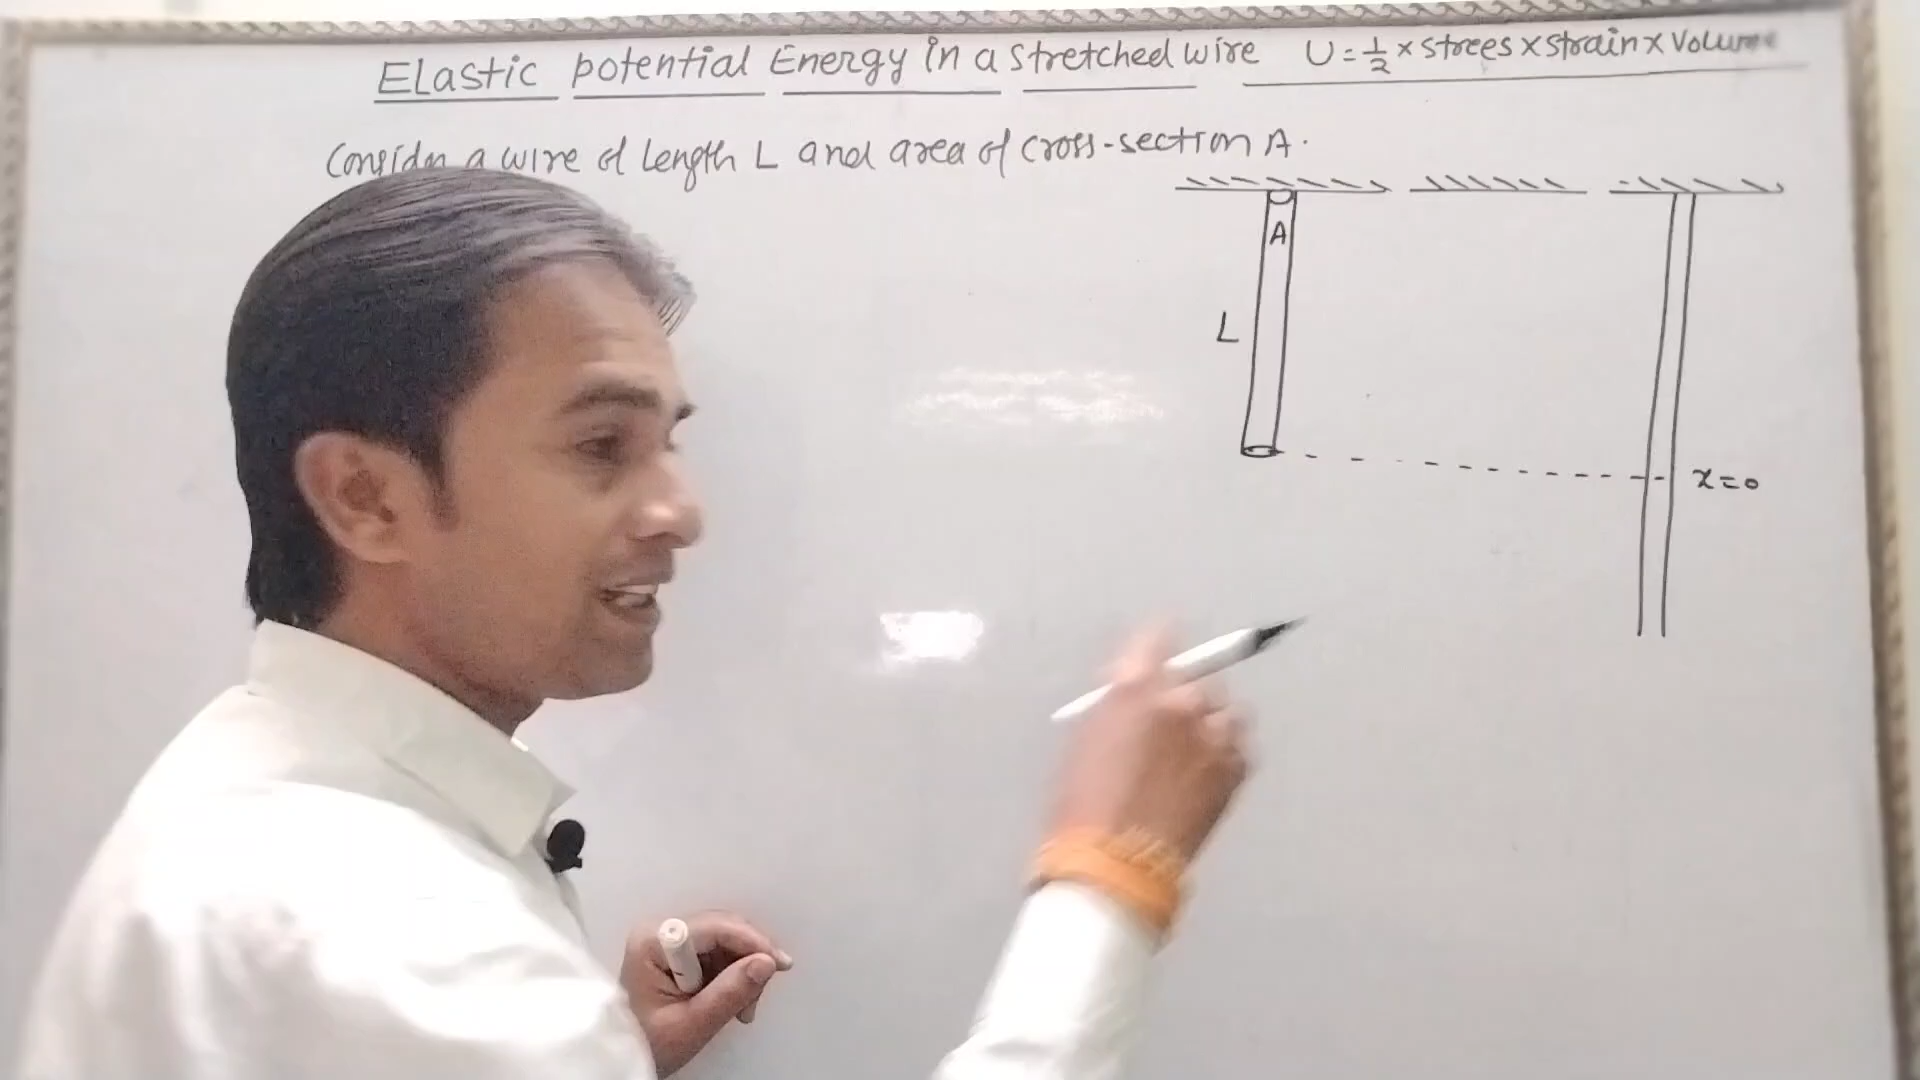 Elastic potential Energy in a stretched wire U = 1/2 × strees × strain × Volume
Consider a wire of length L and area of cross-section A.
A
L
x=0